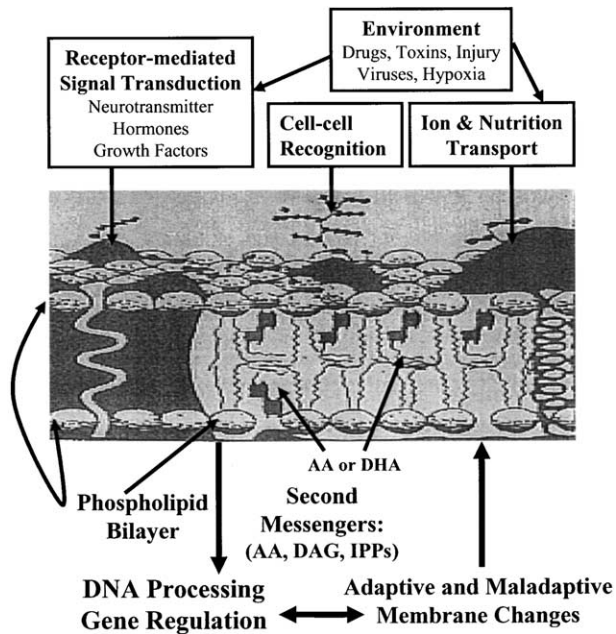 Environment
Drugs, Toxins, Injury
Viruses, Hypoxia
Receptor-mediated
Signal Transduction
Neurotransmitter
Hormones
Growth Factors
Cell-cell
Recognition
Ion & Nutrition
Transport
AA or DHA
Phospholipid
Bilayer
Second
Messengers:
(AA, DAG, IPPs)
DNA Processing
Gene Regulation
Adaptive and Maladaptive
Membrane Changes